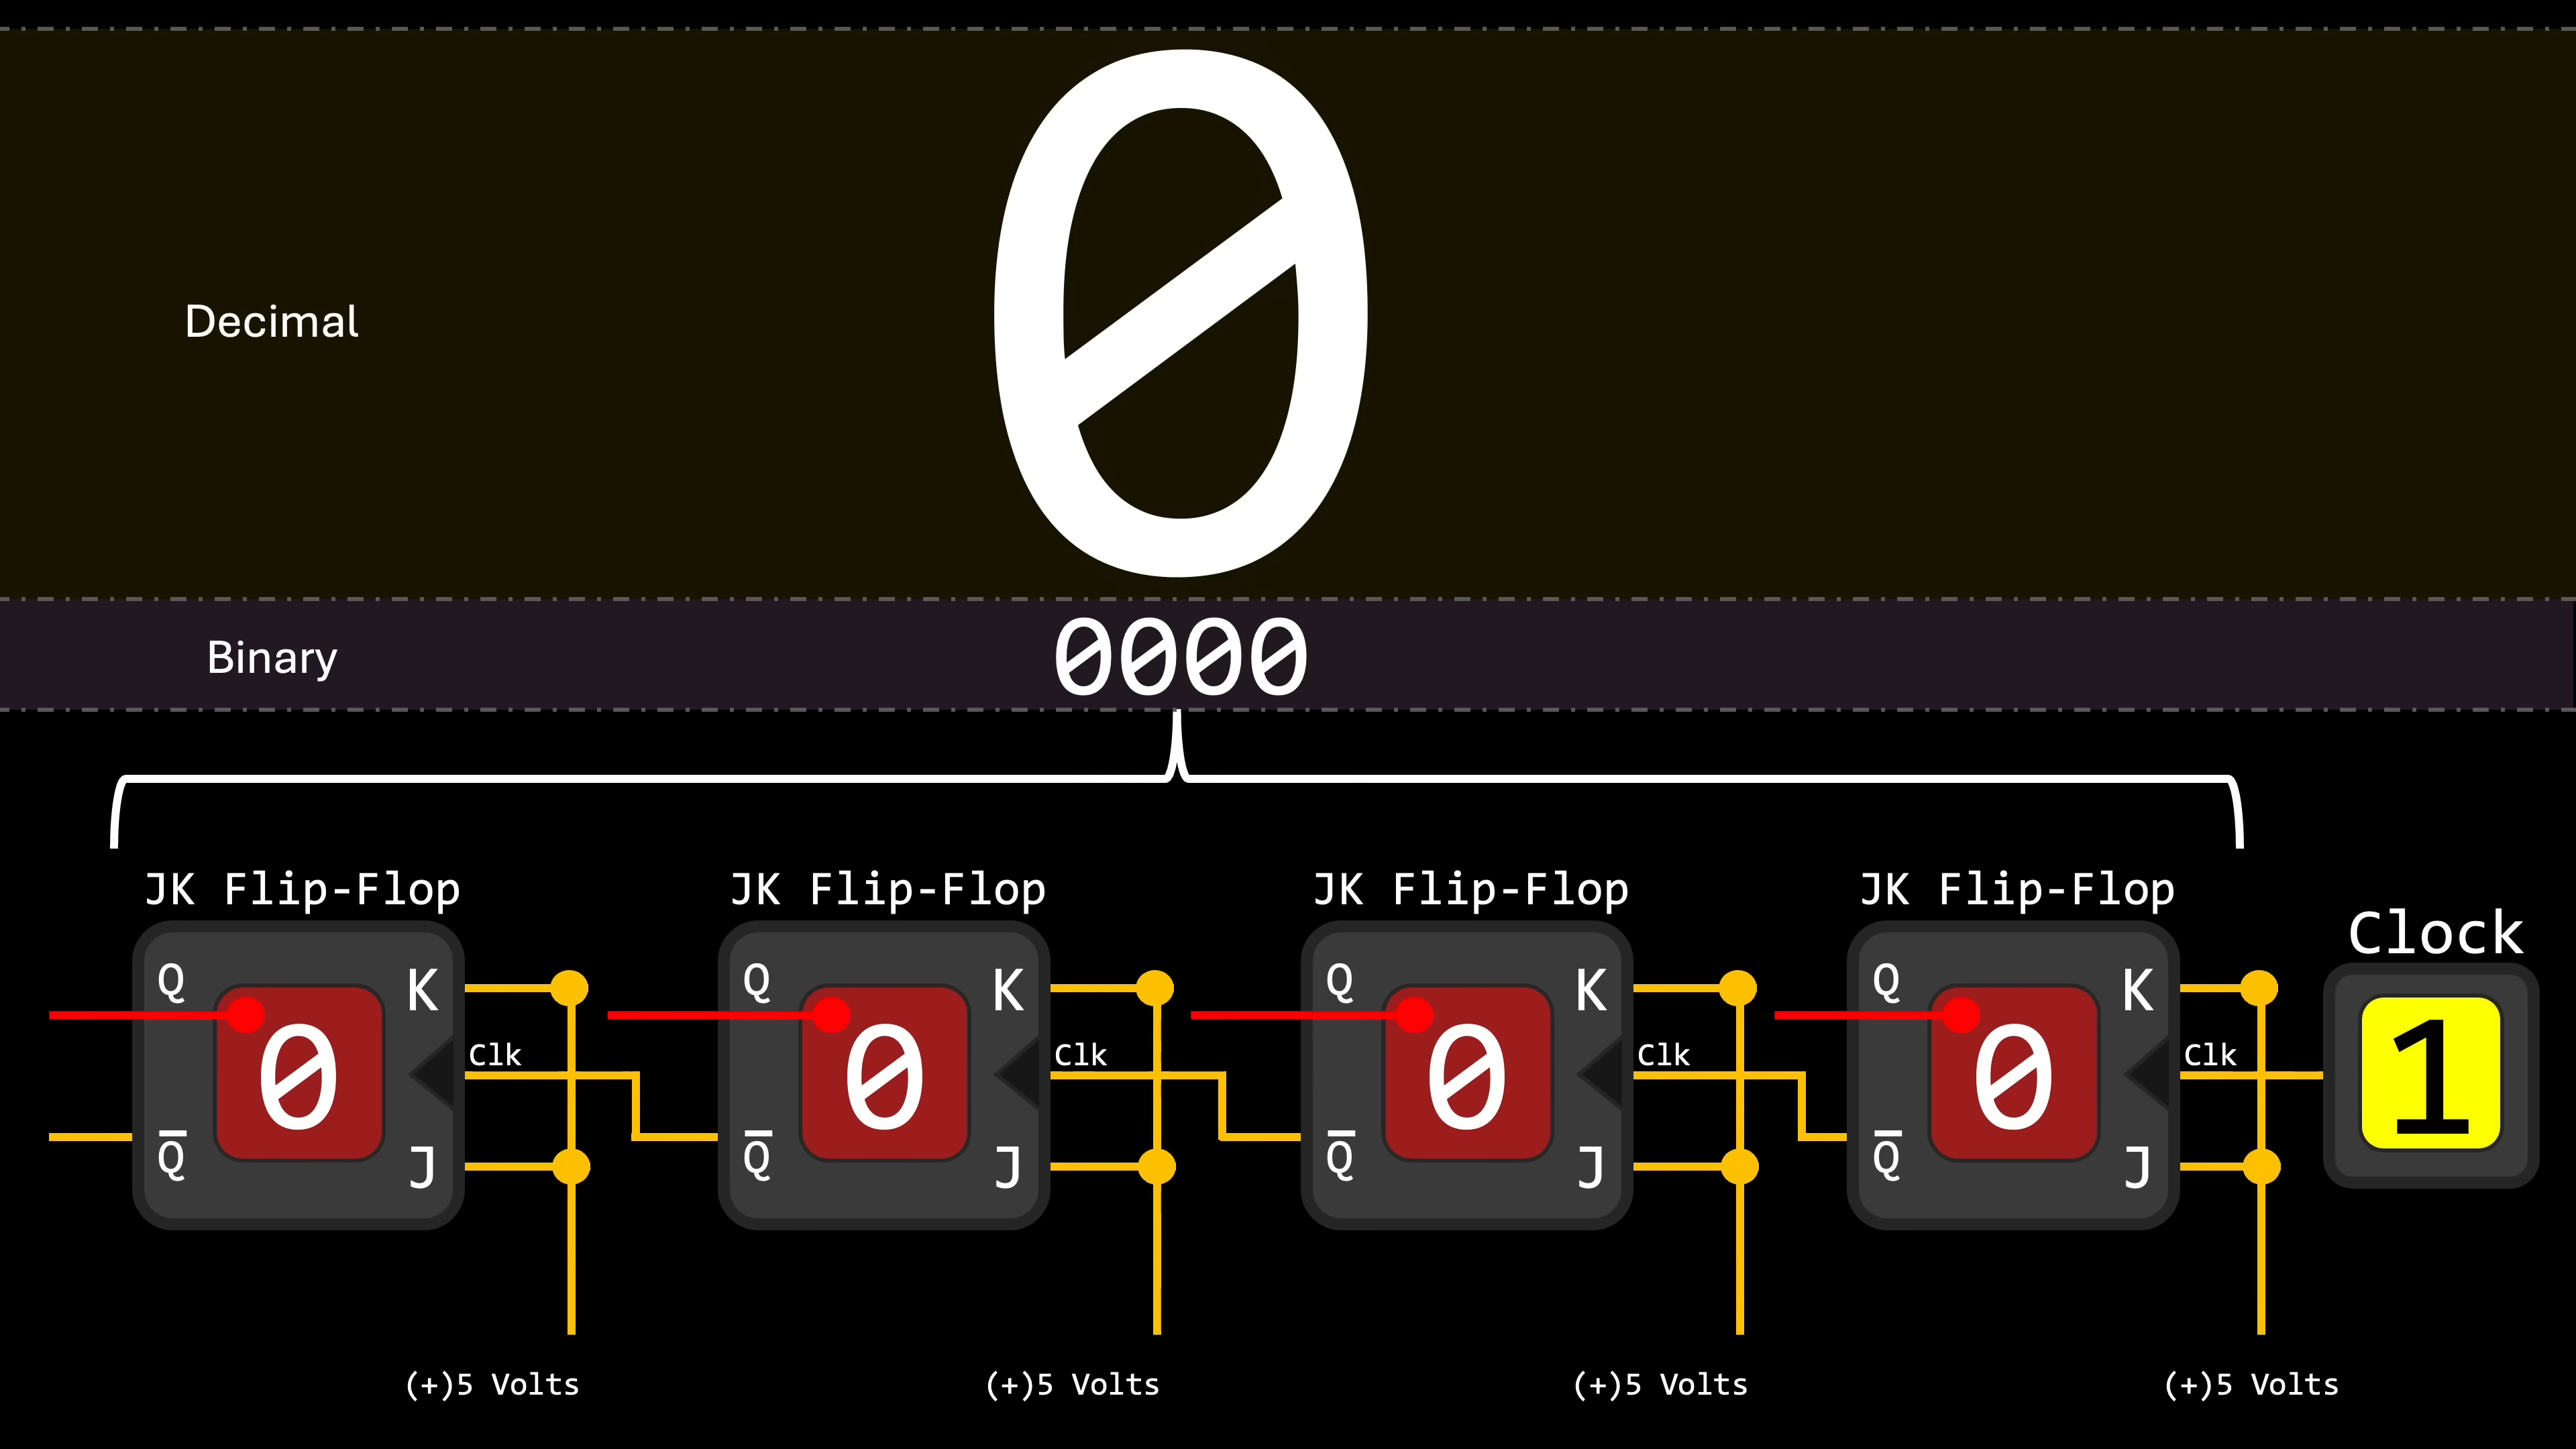 0
Decimal
Binary
0000
JK Flip-Flop
JK Flip-Flop
JK Flip-Flop
JK Flip-Flop
Clock
Q
K
Q
K
Q
K
Q
K
0
Clk
0
Clk
0
Clk
0
Clk
1
Q̅
J
Q̅
J
Q̅
J
Q̅
J
(+)5 Volts
(+)5 Volts
(+)5 Volts
(+)5 Volts